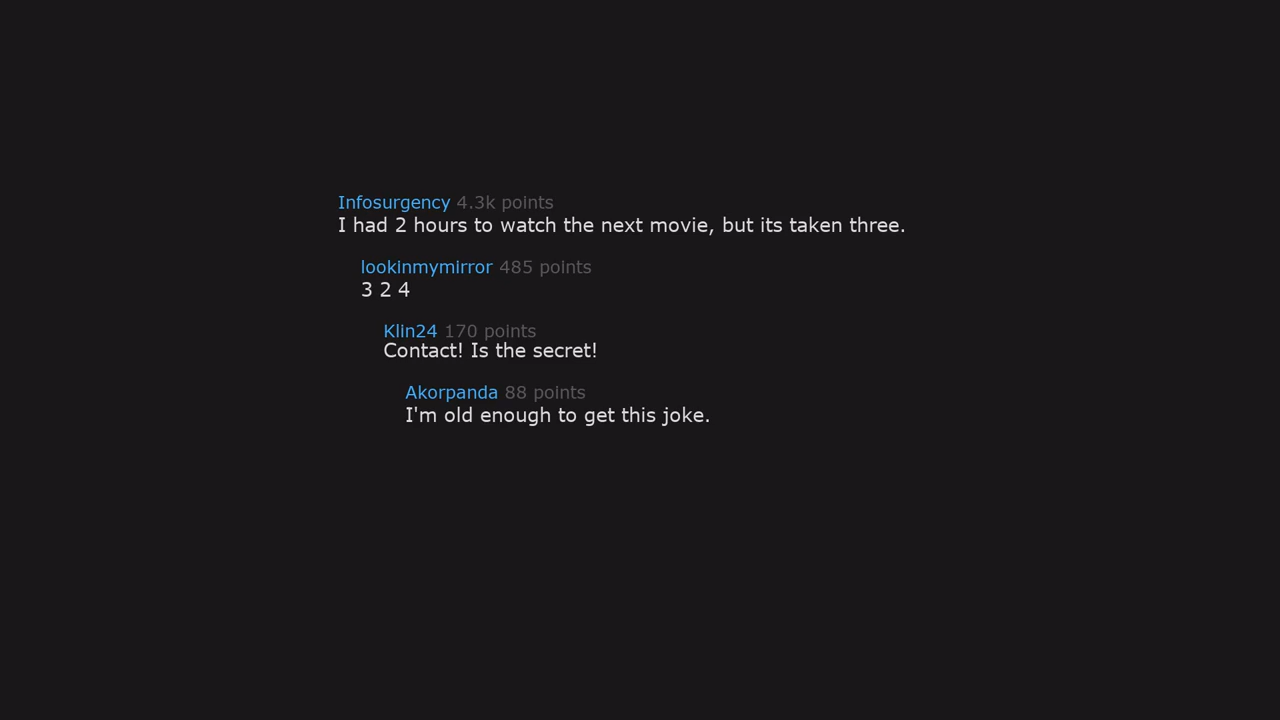 Infosurgency 4.3k points
I had 2 hours to watch the next movie, but its taken three.
lookinmymirror 485 points
3 2 4
Klin24 170 points
Contact! Is the secret!
Akorpanda 88 points
I'm old enough to get this joke.